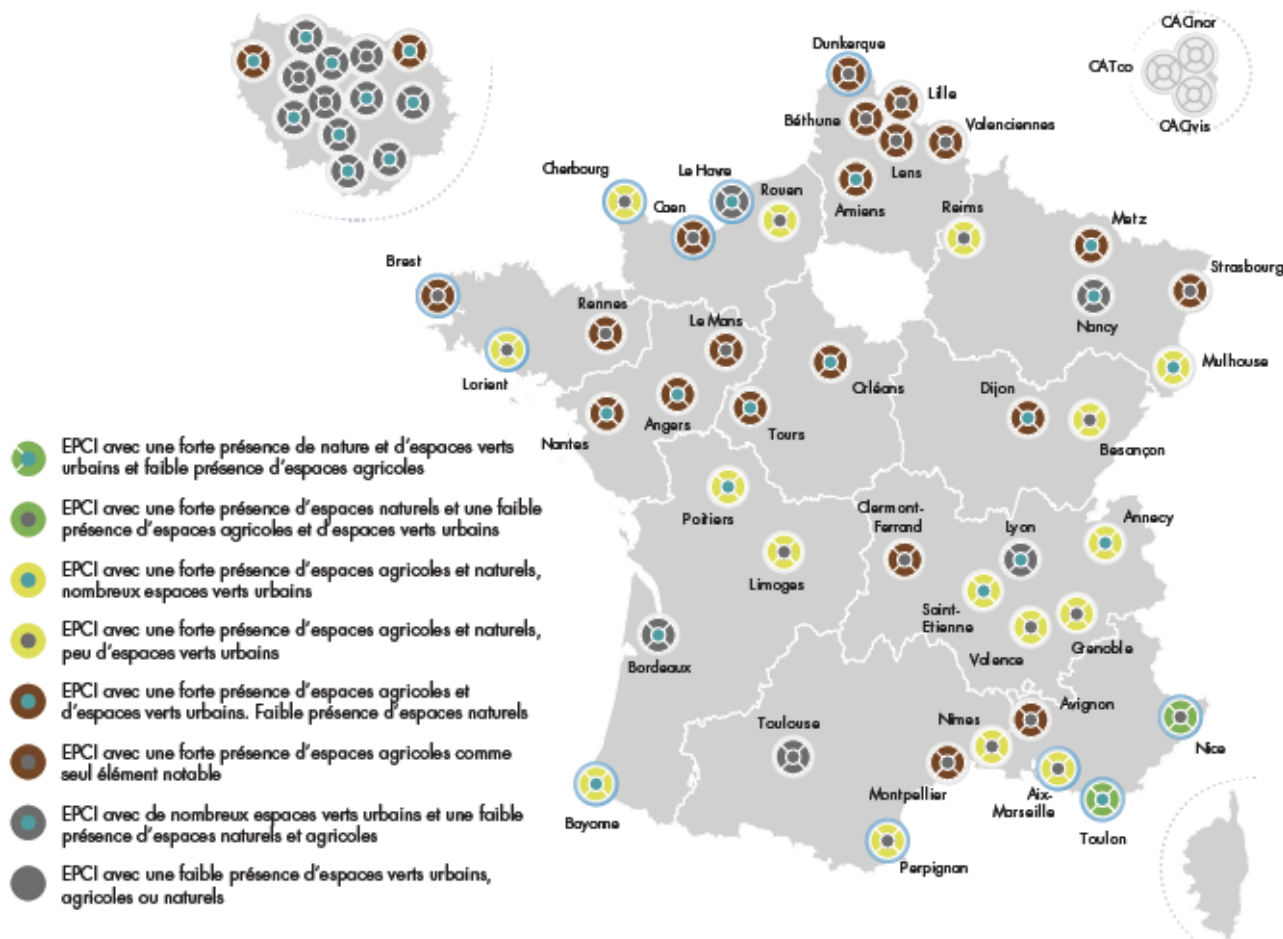 CACinor
CATco
CACivis
Dunkerque
Lille
Béthune
Valenciennes
Lens
Cherbourg
Le Havre
Rouen
Caen
Amiens
Reims
Metz
Strasbourg
Brest
Rennes
Le Mans
Nancy
Lorient
Mulhouse
Orléans
Dijon
Nantes
Angers
Tours
Besançon
EPCI avec une forte présence de nature et d'espaces verts
urbains et faible présence d'espaces agricoles
EPCI avec une forte présence d'espaces naturels et une faible
présence d'espaces agricoles et d'espaces verts urbains
EPCI avec une forte présence d'espaces agricoles et naturels,
nombreux espaces verts urbains
EPCI avec une forte présence d'espaces agricoles et naturels,
peu d'espaces verts urbains
EPCI avec une forte présence d'espaces agricoles et
d'espaces verts urbains. Faible présence d'espaces naturels
EPCI avec une forte présence d'espaces agricoles comme
seul élément notable
EPCI avec de nombreux espaces verts urbains et une faible
présence d'espaces naturels et agricoles
EPCI avec une faible présence d'espaces verts urbains,
agricoles ou naturels
Poitiers
Clermont-
Ferrand
Lyon
Annecy
Limoges
Saint-
Etienne
Valence
Grenoble
Bordeaux
Toulouse
Nîmes
Avignon
Nice
Bayonne
Montpellier
Aix-
Marseille
Toulon
Perpignan